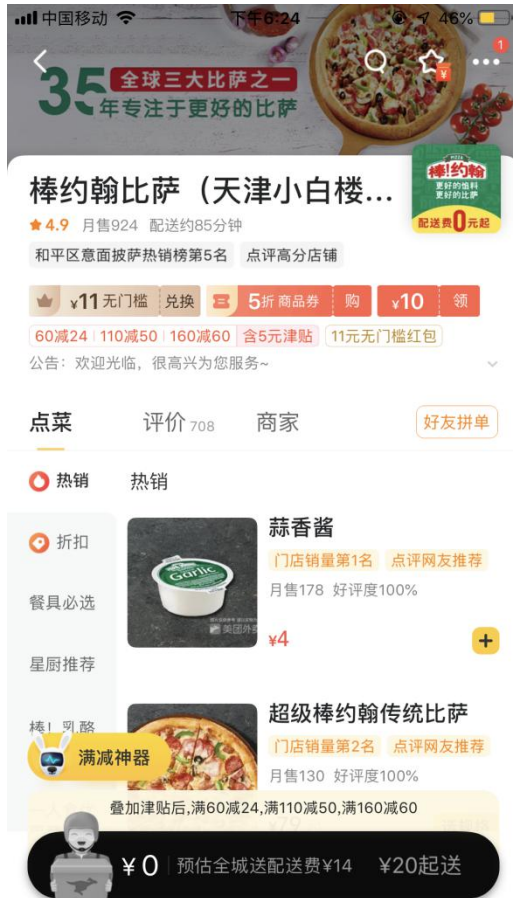 中国移动 下午6:24 46%
35年 全球三大比萨之一
专注于更好的比萨
1
棒约翰比萨（天津小白楼...
棒!约翰
更好的馅料
更好的比萨
配送费0元起
4.9 月售924 配送约85分钟
和平区意面披萨热销榜第5名 点评高分店铺
¥11无门槛 兑换 5折商品券 购 ¥10 领
60减24 110减50 160减60 含5元津贴 11元无门槛红包
公告：欢迎光临，很高兴为您服务~
点菜 评价 708 商家 好友拼单
热销 热销
折扣
餐具必选
星厨推荐
棒！乳酪
Garlic
美团外卖
蒜香酱
门店销量第1名 点评网友推荐
月售178 好评度100%
¥4
超级棒约翰传统比萨
门店销量第2名 点评网友推荐
月售130 好评度100%
¥79
满减神器
叠加津贴后,满60减24,满110减50,满160减60
¥0 预估全城送配送费¥14 ¥20起送